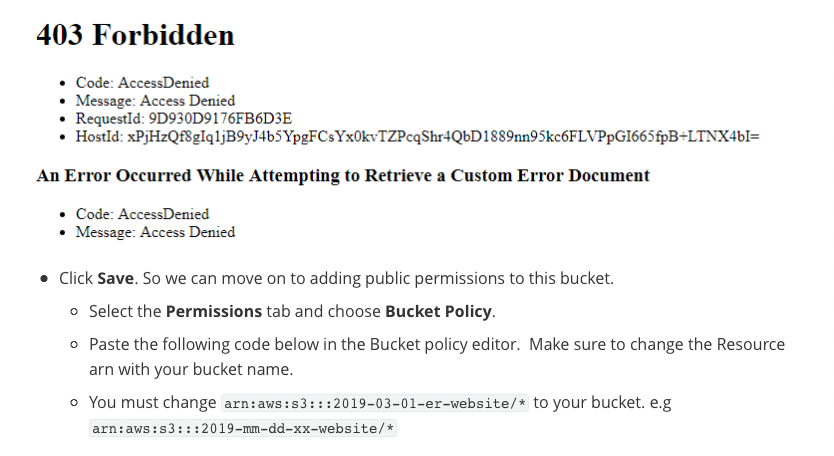 403 Forbidden
Code: AccessDenied
Message: Access Denied
RequestId: 9D930D9176FB6D3E
HostId: xPjHzQf8gIq1jB9yJ4b5YpgFCsYx0kvTZPcqShr4QbD1889nn95kc6FLVPpGI665fpB+LTNX4bI=
An Error Occurred While Attempting to Retrieve a Custom Error Document
Code: AccessDenied
Message: Access Denied
Click Save. So we can move on to adding public permissions to this bucket.
Select the Permissions tab and choose Bucket Policy.
Paste the following code below in the Bucket policy editor.  Make sure to change the Resource
arn with your bucket name.
You must change arn:aws:s3:::2019-03-01-er-website/* to your bucket. e.g
arn:aws:s3:::2019-mm-dd-xx-website/*